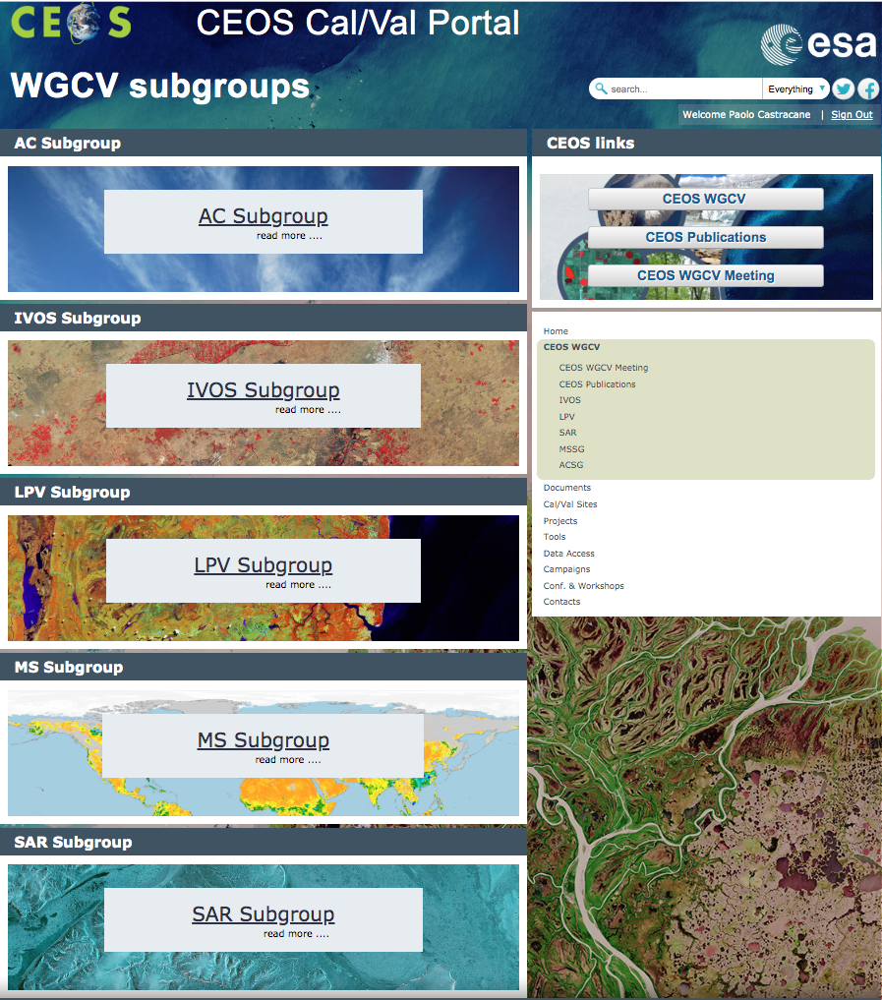 CEOS
CEOS Cal/Val Portal
esa
WGCV subgroups
search...
Everything
Welcome Paolo Castracane | Sign Out
AC Subgroup
AC Subgroup
read more ....
IVOS Subgroup
IVOS Subgroup
read more ....
LPV Subgroup
LPV Subgroup
read more ....
MS Subgroup
MS Subgroup
read more ....
SAR Subgroup
SAR Subgroup
read more ....
CEOS links
CEOS WGCV
CEOS Publications
CEOS WGCV Meeting
Home
CEOS WGCV
CEOS WGCV Meeting
CEOS Publications
IVOS
LPV
SAR
MSSG
ACSG
Documents
Cal/Val Sites
Projects
Tools
Data Access
Campaigns
Conf. & Workshops
Contacts